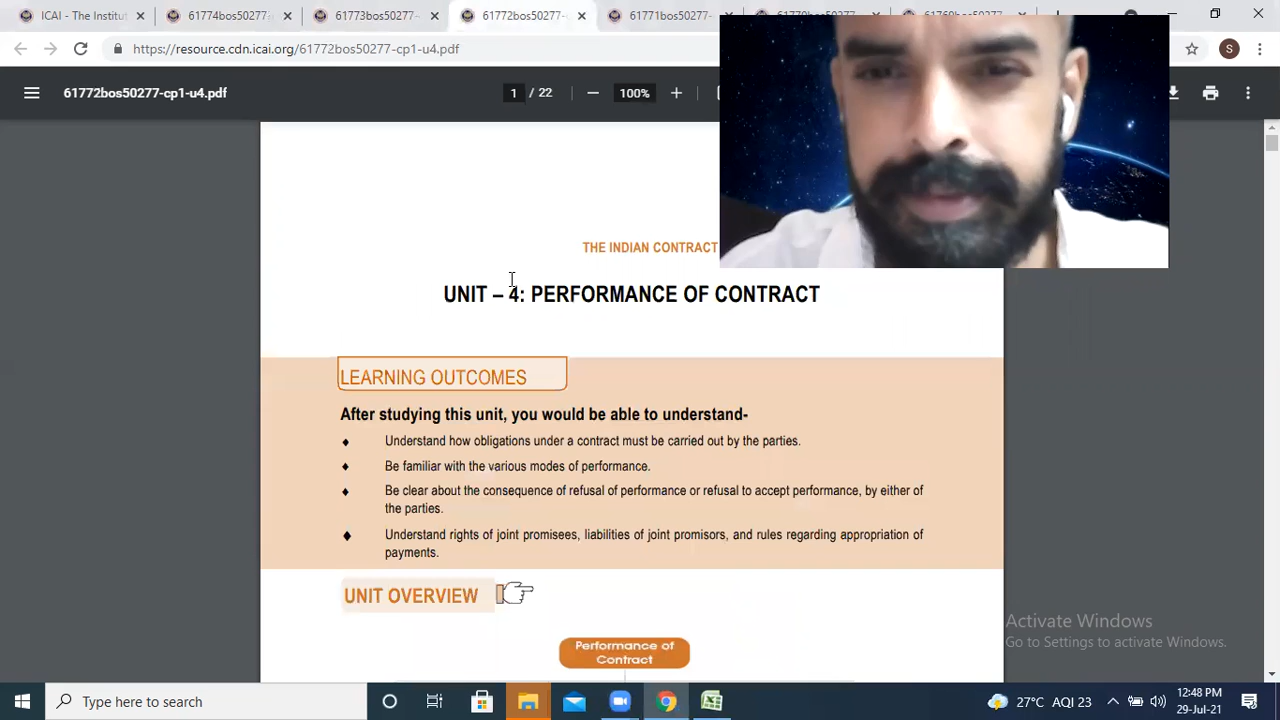 ICAI - The Institut
61774bos50277-
61773bos50277-
61772bos50277-c
61771bos50277-
https://resource.cdn.icai.org/61772bos50277-cp1-u4.pdf
S
61772bos50277-cp1-u4.pdf
1 / 22
100%
THE INDIAN CONTRACT
UNIT – 4: PERFORMANCE OF CONTRACT
LEARNING OUTCOMES
After studying this unit, you would be able to understand-
♦ Understand how obligations under a contract must be carried out by the parties.
♦ Be familiar with the various modes of performance.
♦ Be clear about the consequence of refusal of performance or refusal to accept performance, by either of
the parties.
♦ Understand rights of joint promisees, liabilities of joint promisors, and rules regarding appropriation of
payments.
UNIT OVERVIEW
Performance of
Contract
Activate Windows
Go to Settings to activate Windows.
Type here to search
27°C AQI 23
12:48 PM
29-Jul-21